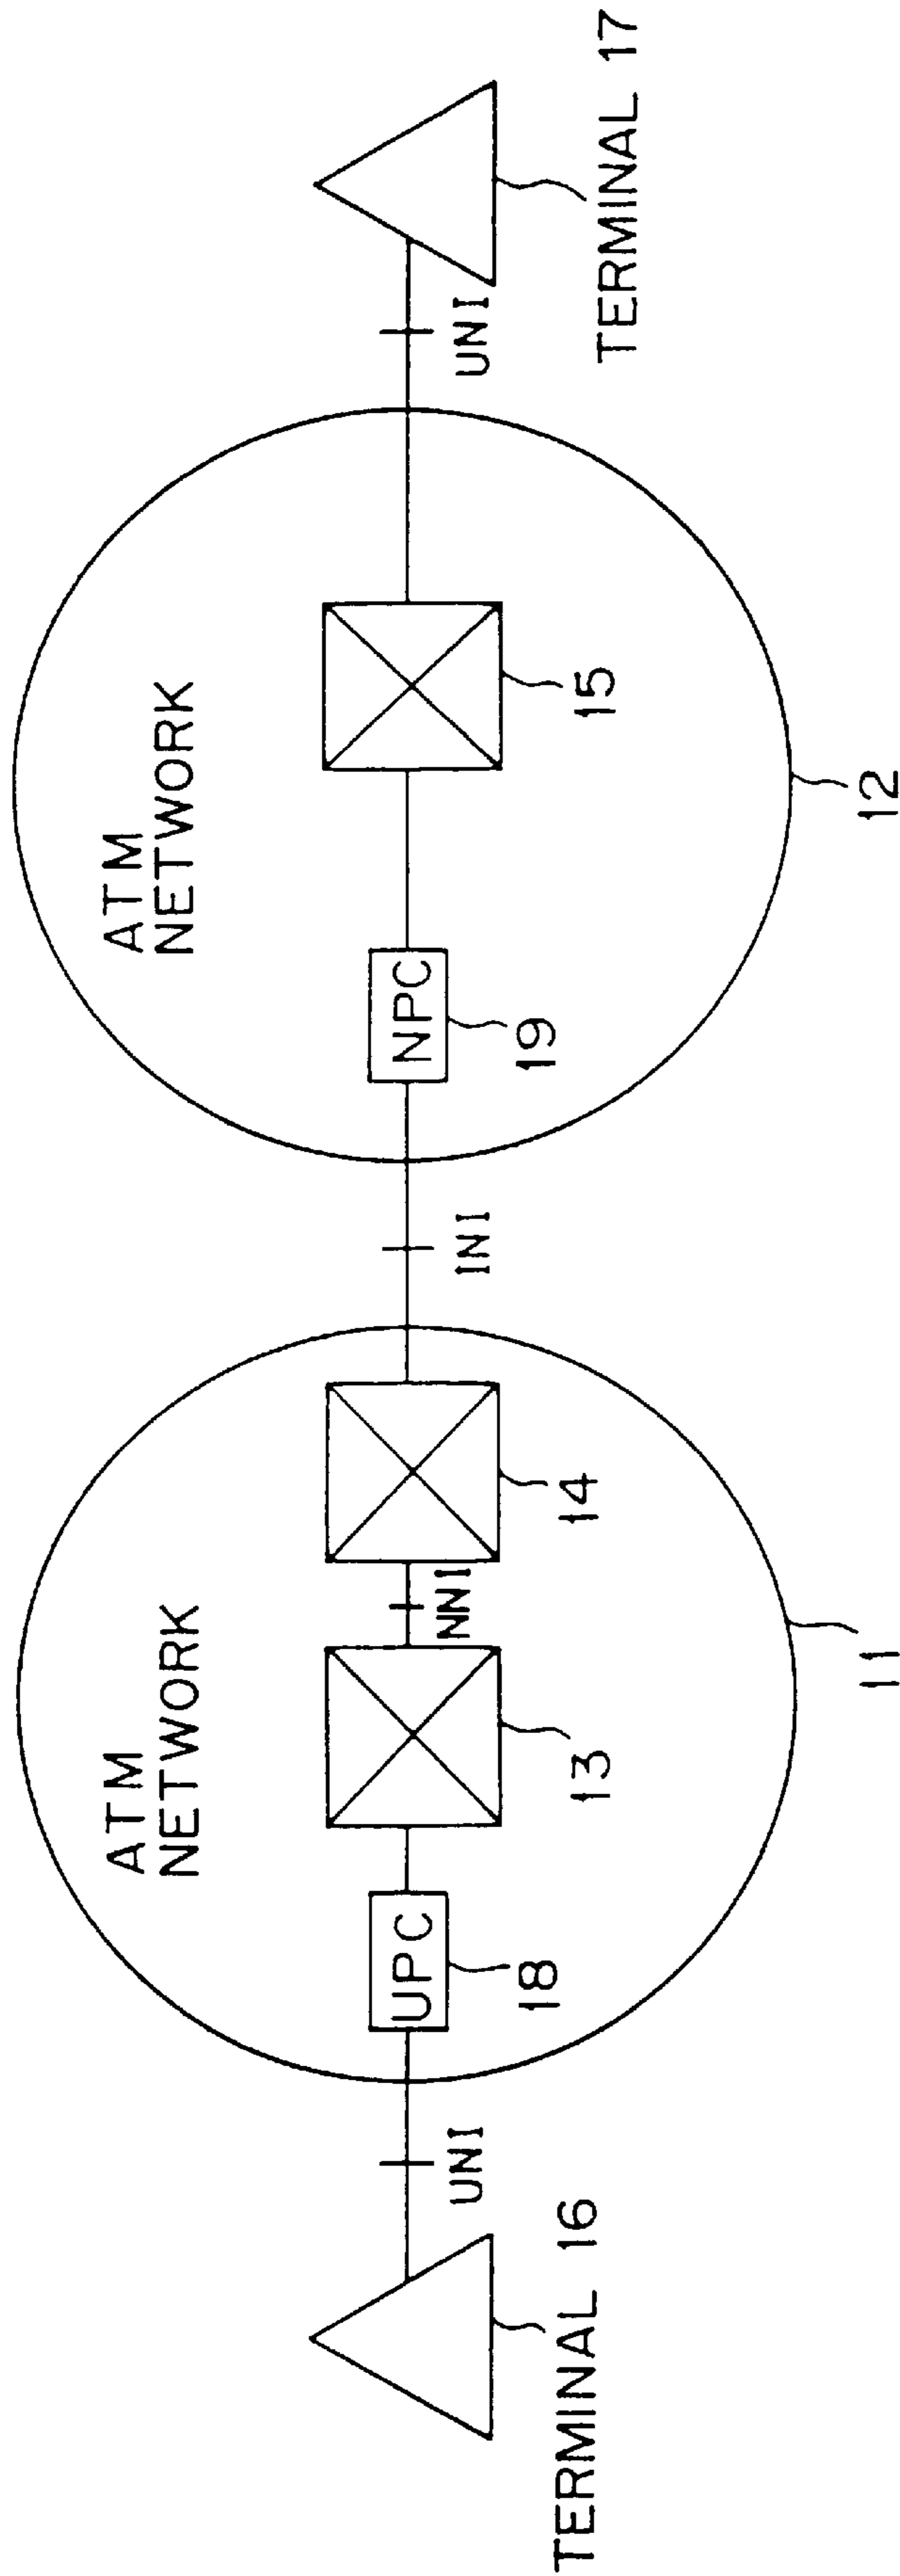 ATM
NETWORK
ATM
NETWORK
UPC
NPC
NNI
UNI
INI
UNI
18
13
14
19
15
TERMINAL 16
TERMINAL 17
11
12